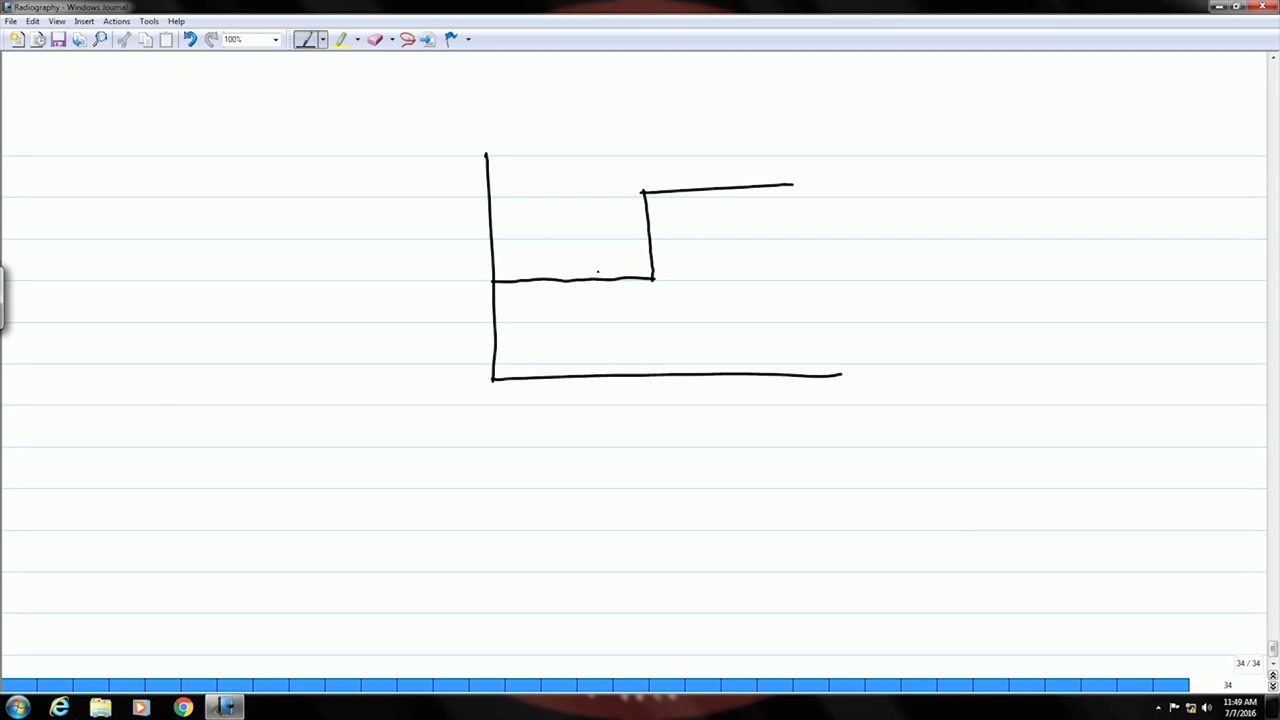 Radiography - Windows Journal
File Edit View Insert Actions Tools Help
100%
34 / 34
34
11:49 AM
7/7/2016